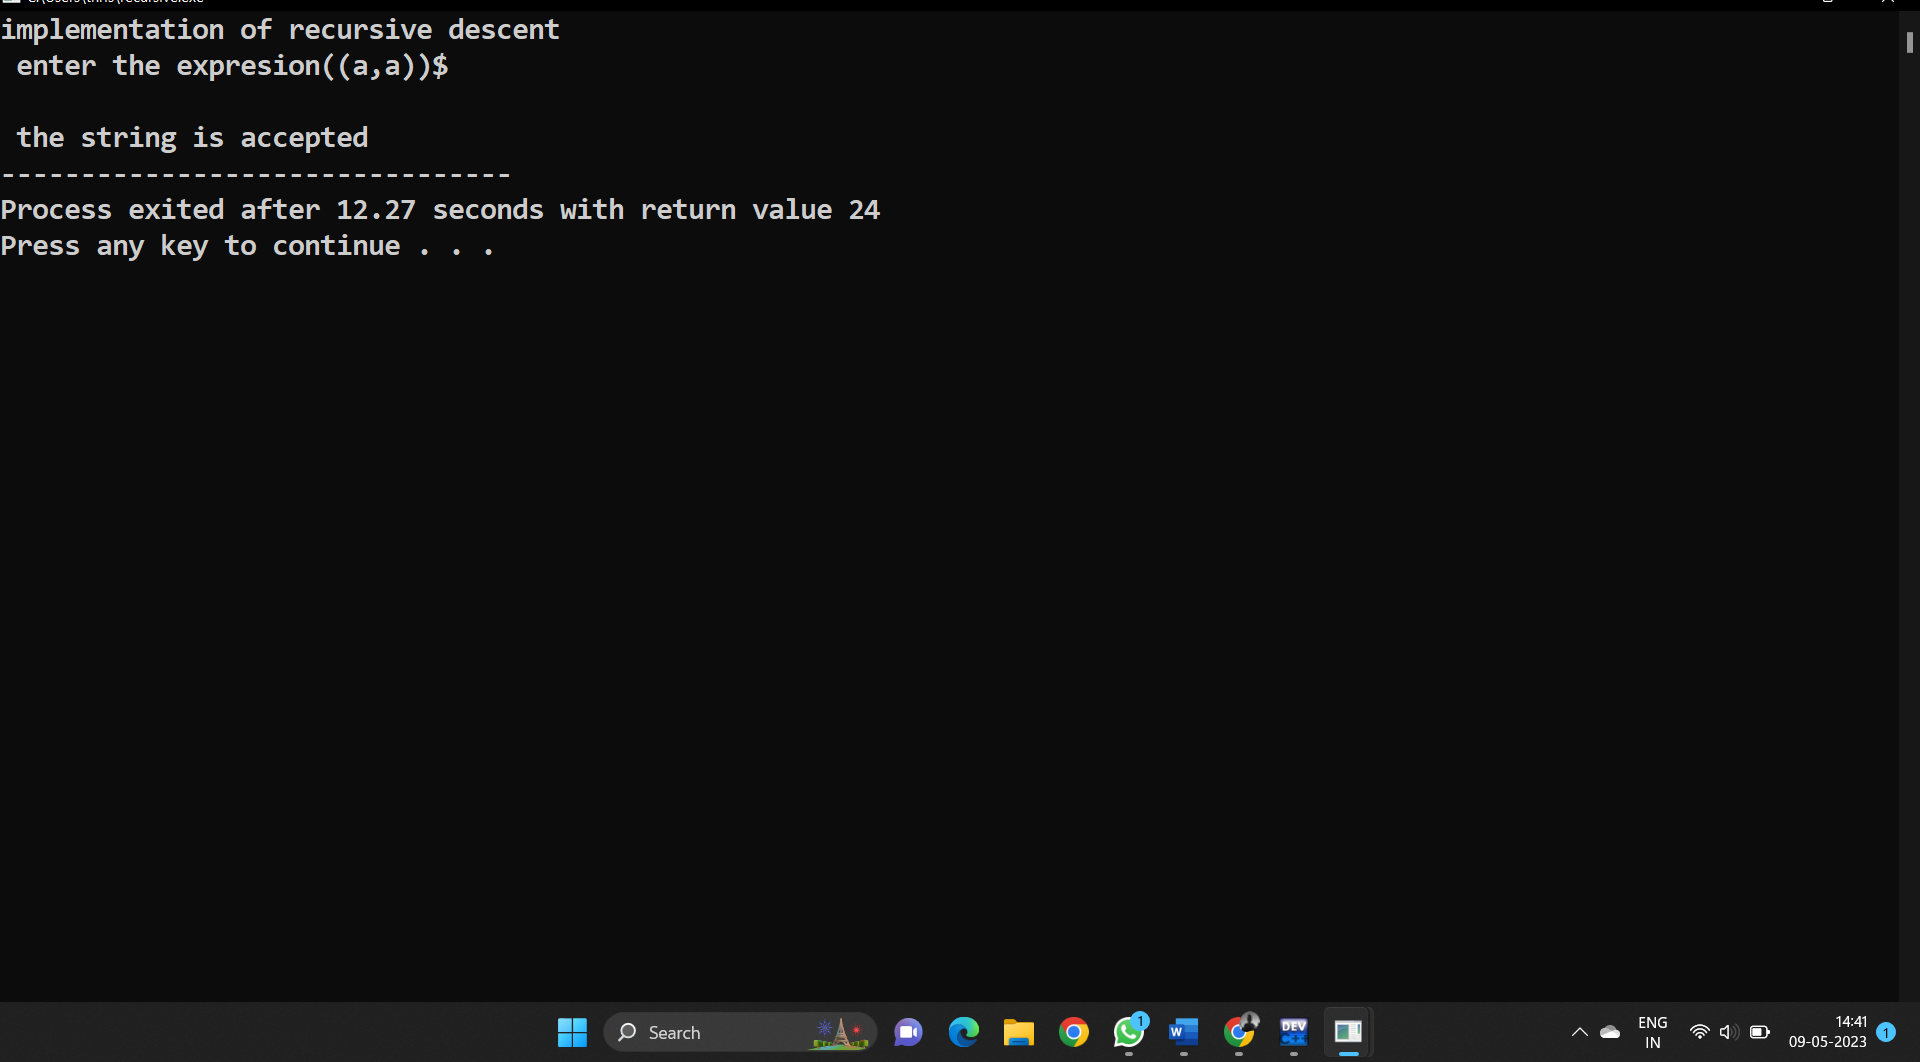 implementation of recursive descent
enter the expresion((a,a))$
the string is accepted
--------------------------------
Process exited after 12.27 seconds with return value 24
Press any key to continue . . .
Search
1
W
DEV
C++
ENG
IN
14:41
09-05-2023
1